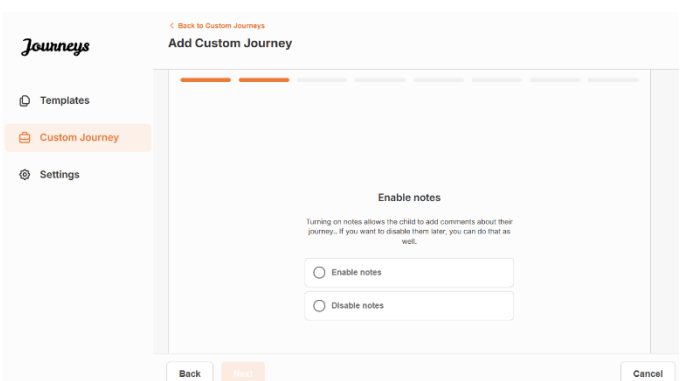 Journeys
Templates
Custom Journey
Settings
Back to Custom Journeys
Add Custom Journey
Enable notes
Turning on notes allows the child to add comments about their
journey.. If you want to disable them later, you can do that as
well.
Enable notes
Disable notes
Back
Next
Cancel